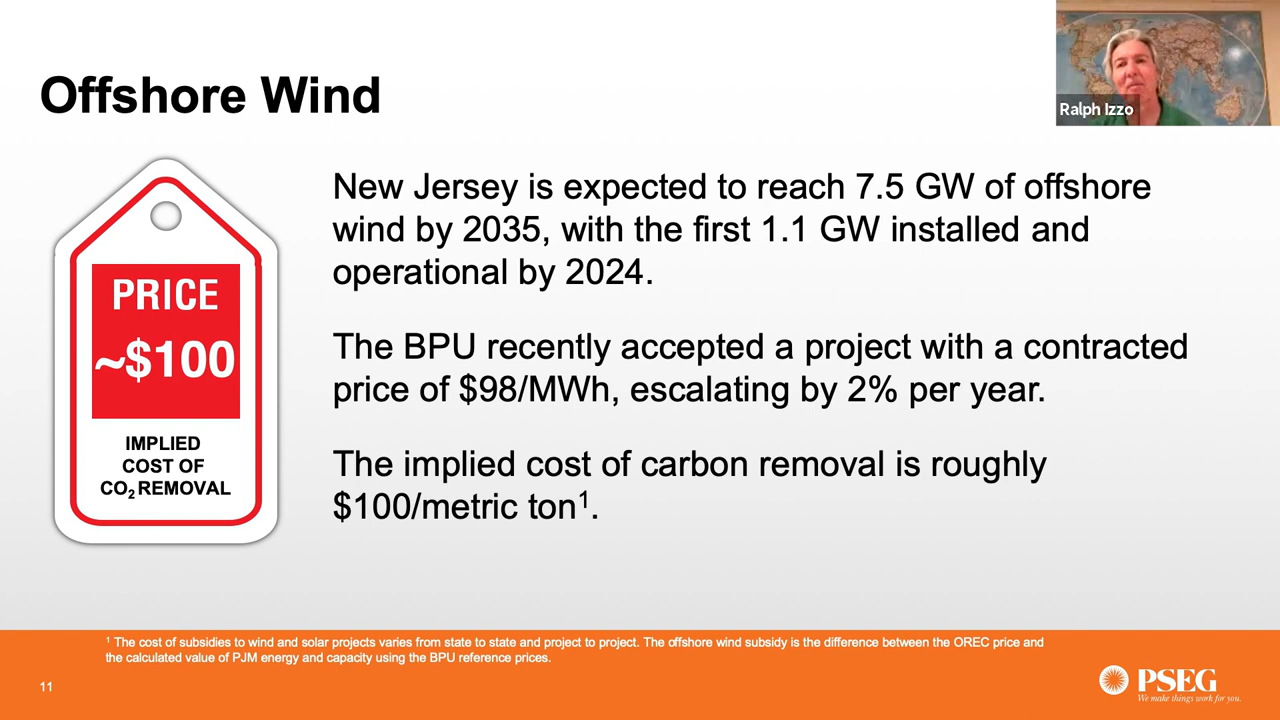 Offshore Wind
Ralph Izzo
PRICE
~$100
IMPLIED
COST OF
CO₂ REMOVAL
New Jersey is expected to reach 7.5 GW of offshore
wind by 2035, with the first 1.1 GW installed and
operational by 2024.
The BPU recently accepted a project with a contracted
price of $98/MWh, escalating by 2% per year.
The implied cost of carbon removal is roughly
$100/metric ton¹.
¹ The cost of subsidies to wind and solar projects varies from state to state and project to project. The offshore wind subsidy is the difference between the OREC price and
the calculated value of PJM energy and capacity using the BPU reference prices.
11
PSEG
We make things work for you.